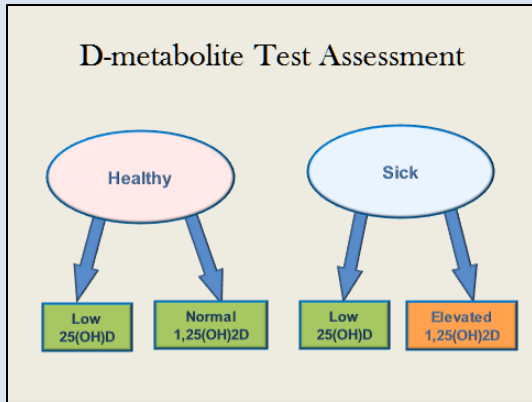 D-metabolite Test Assessment
Healthy
Sick
Low
25(OH)D
Normal
1,25(OH)2D
Low
25(OH)D
Elevated
1,25(OH)2D